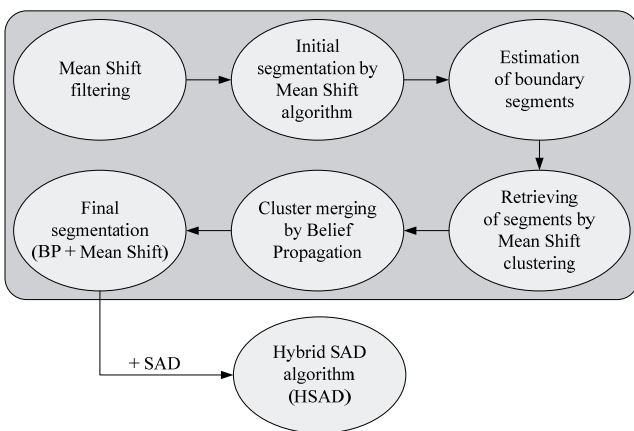 Mean Shift
filtering
Initial
segmentation by
Mean Shift
algorithm
Estimation
of boundary
segments
Retrieving
of segments by
Mean Shift
clustering
Cluster merging
by Belief
Propagation
Final
segmentation
(BP + Mean Shift)
+ SAD
Hybrid SAD
algorithm
(HSAD)